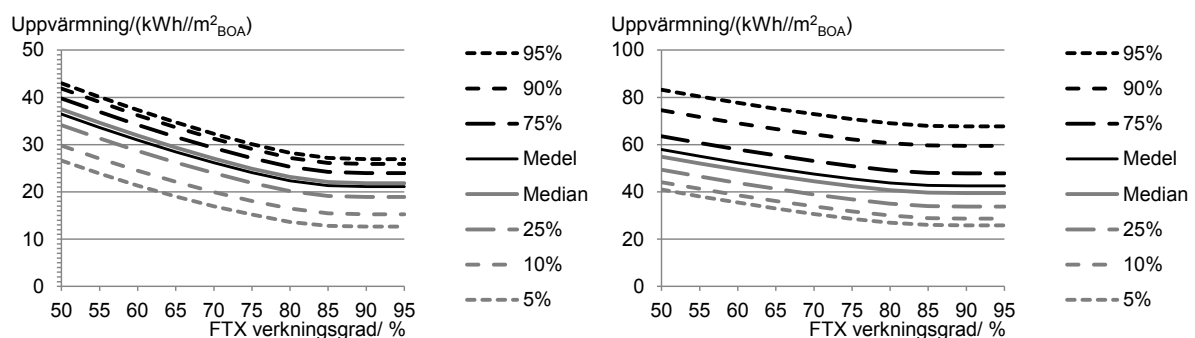 Uppvärmning/(kWh//m²BOA)
50
40
30
20
10
0
50 55 60 65 70 75 80 85 90 95
FTX verkningsgrad/ %
95%
90%
75%
Medel
Median
25%
10%
5%
Uppvärmning/(kWh//m²BOA)
100
80
60
40
20
0
50 55 60 65 70 75 80 85 90 95
FTX verkningsgrad/ %
95%
90%
75%
Medel
Median
25%
10%
5%